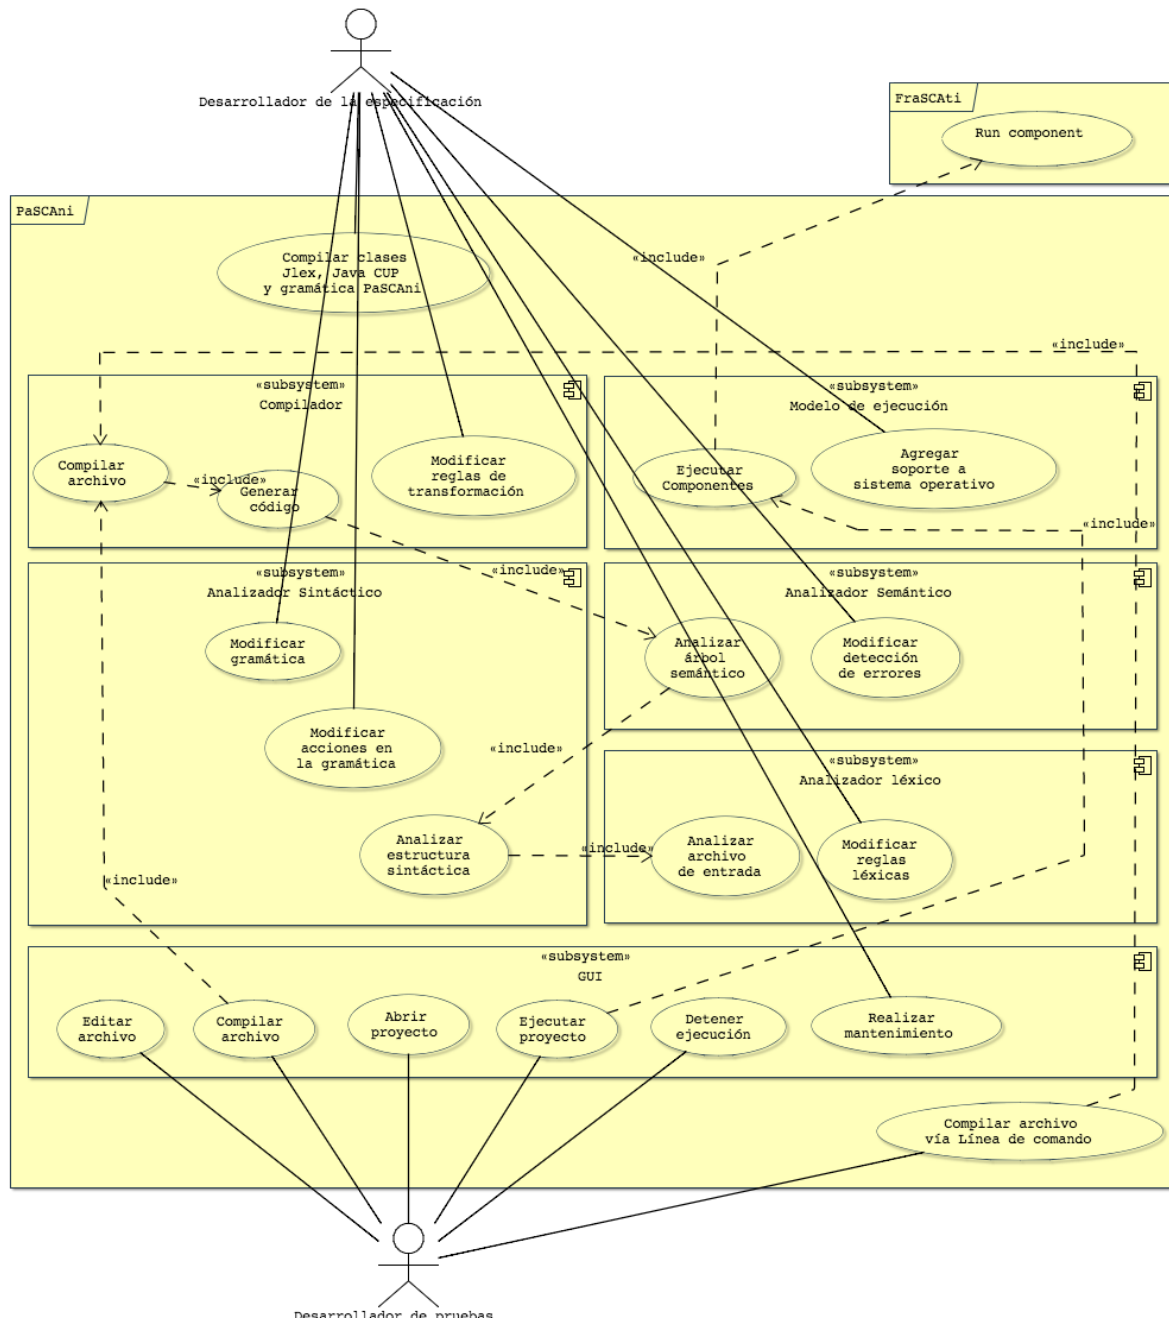 Desarrollador de la especificación
FraSCAti
Run component
PaSCAni
Compilar clases
Jlex, Java CUP
y gramática PaSCAni
«include»
«include»
«subsystem»
Compilador
Compilar
archivo
«include»
Generar
código
Modificar
reglas de
transformación
«subsystem»
Modelo de ejecución
Ejecutar
Componentes
Agregar
soporte a
sistema operativo
«include»
«subsystem»
Analizador Sintáctico
«include»
Modificar
gramática
Modificar
acciones en
la gramática
«include»
Analizar
estructura
sintáctica
«include»
«subsystem»
Analizador Semántico
Analizar
árbol
semántico
Modificar
detección
de errores
«subsystem»
Analizador léxico
Analizar
archivo
de entrada
Modificar
reglas
léxicas
«include»
«subsystem»
GUI
Editar
archivo
Compilar
archivo
Abrir
proyecto
Ejecutar
proyecto
Detener
ejecución
Realizar
mantenimiento
Compilar archivo
vía Línea de comando
Desarrollador de pruebas